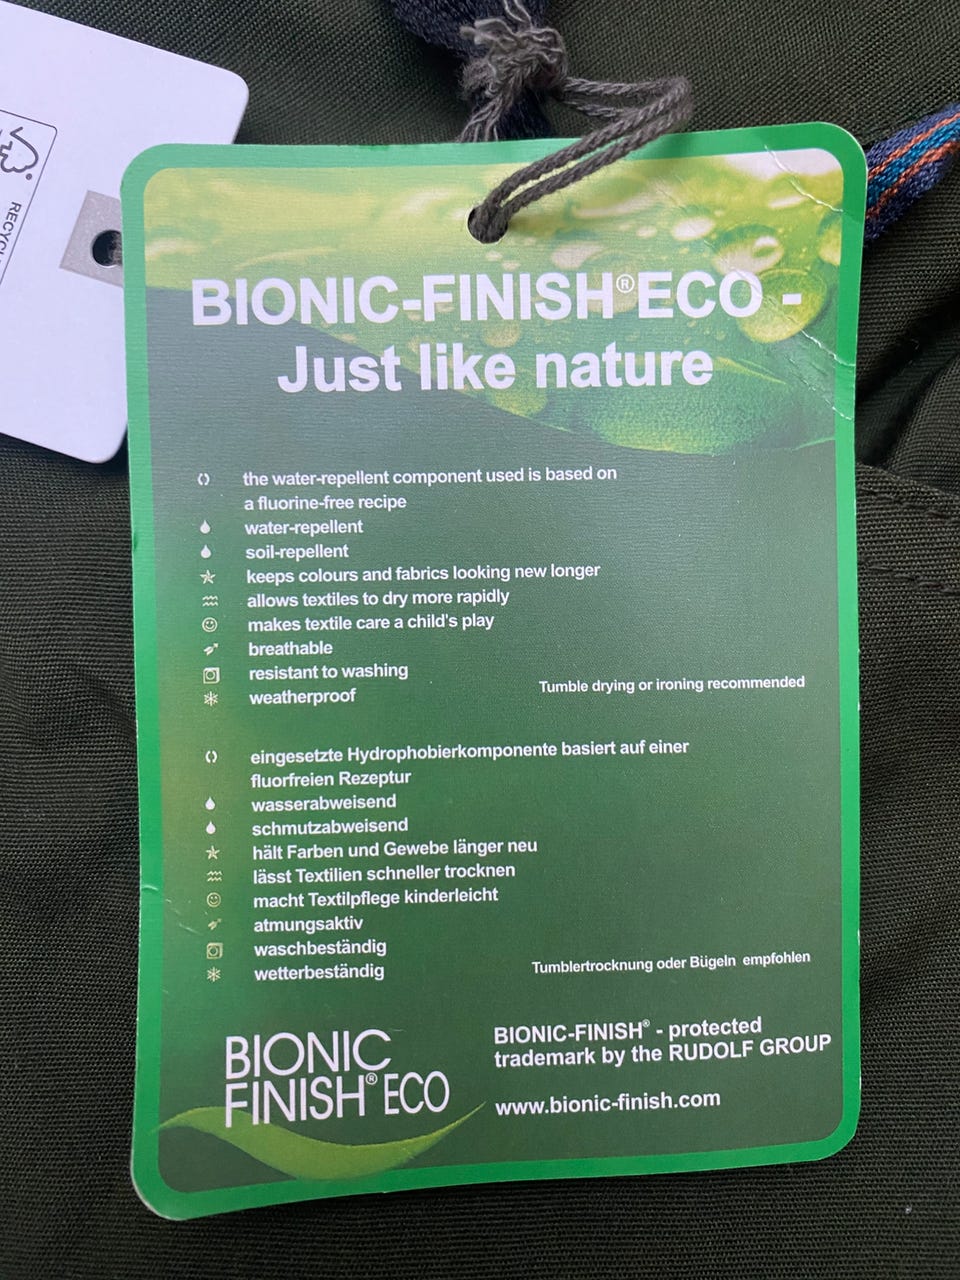 RECYCL
BIONIC-FINISH®ECO -
Just like nature
the water-repellent component used is based on
a fluorine-free recipe
water-repellent
soil-repellent
keeps colours and fabrics looking new longer
allows textiles to dry more rapidly
makes textile care a child's play
breathable
resistant to washing
weatherproof
Tumble drying or ironing recommended
eingesetzte Hydrophobierkomponente basiert auf einer
fluorfreien Rezeptur
wasserabweisend
schmutzabweisend
hält Farben und Gewebe länger neu
lässt Textilien schneller trocknen
macht Textilpflege kinderleicht
atmungsaktiv
waschbeständig
wetterbeständig
Tumblertrocknung oder Bügeln empfohlen
BIONIC
FINISH®ECO
BIONIC-FINISH® - protected
trademark by the RUDOLF GROUP
www.bionic-finish.com